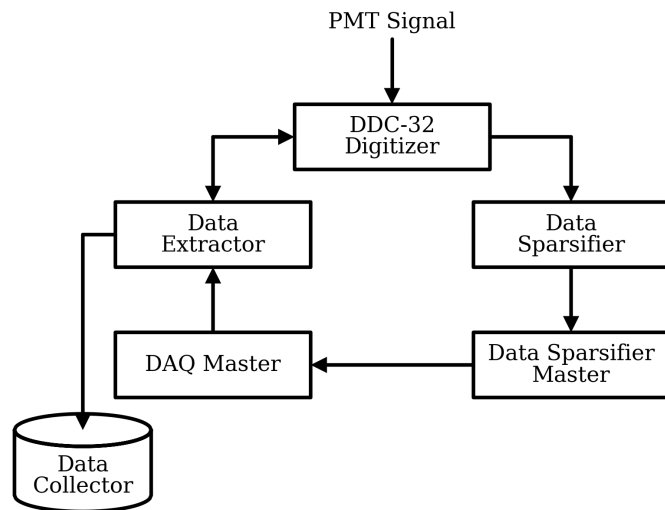 PMT Signal
DDC-32
Digitizer
Data
Extractor
Data
Sparsifier
DAQ Master
Data Sparsifier
Master
Data
Collector